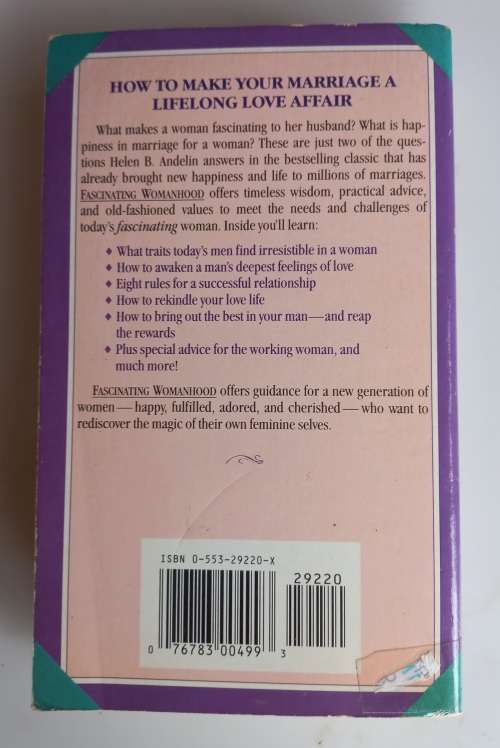 HOW TO MAKE YOUR MARRIAGE A
LIFELONG LOVE AFFAIR
What makes a woman fascinating to her husband? What is hap-
piness in marriage for a woman? These are just two of the ques-
tions Helen B. Andelin answers in the bestselling classic that has
already brought new happiness and life to millions of marriages.
FASCINATING WOMANHOOD offers timeless wisdom, practical advice,
and old-fashioned values to meet the needs and challenges of
today's fascinating woman. Inside you'll learn:
♦ What traits today's men find irresistible in a woman
♦ How to awaken a man's deepest feelings of love
♦ Eight rules for a successful relationship
♦ How to rekindle your love life
♦ How to bring out the best in your man—and reap
the rewards
♦ Plus special advice for the working woman, and
much more!
FASCINATING WOMANHOOD offers guidance for a new generation of
women — happy, fulfilled, adored, and cherished — who want to
rediscover the magic of their own feminine selves.
ISBN 0-553-29220-X
29220
0 76783 00499 3